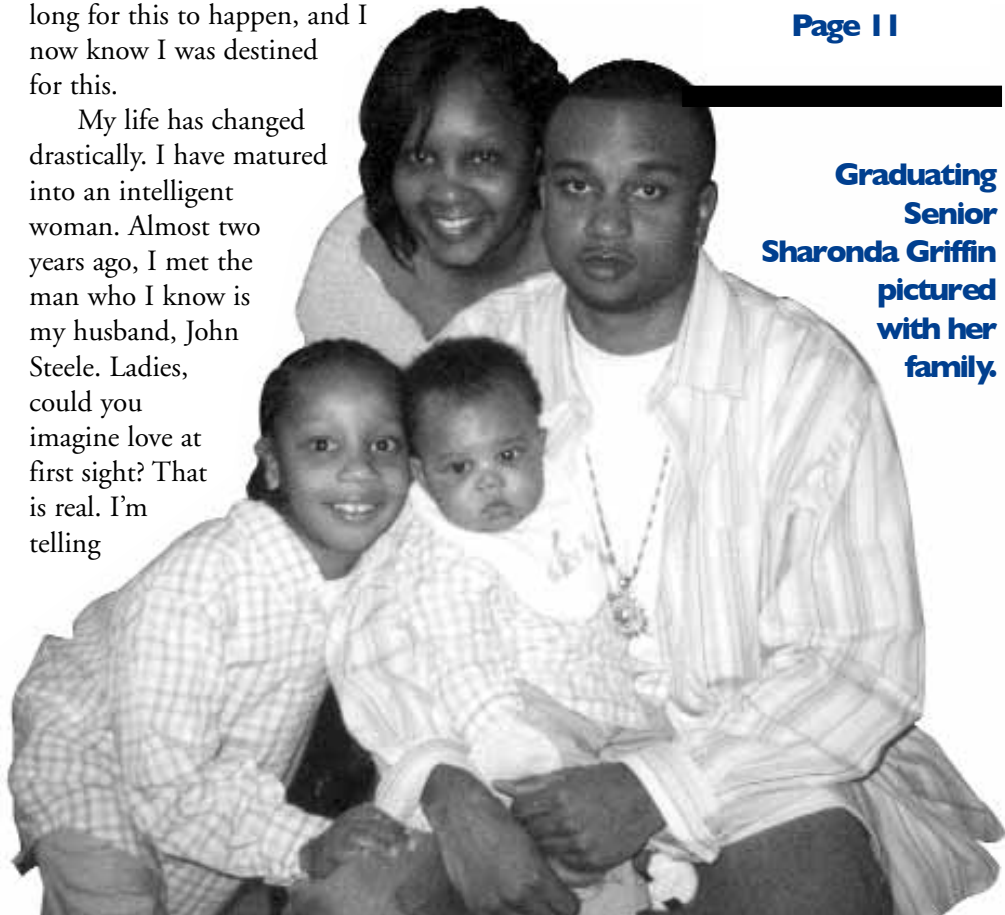 long for this to happen, and I
now know I was destined
for this.
My life has changed
drastically. I have matured
into an intelligent
woman. Almost two
years ago, I met the
man who I know is
my husband, John
Steele. Ladies,
could you
imagine love at
first sight? That
is real. I’m
telling
Page 11
Graduating
Senior
Sharonda Griffin
pictured
with her
family.